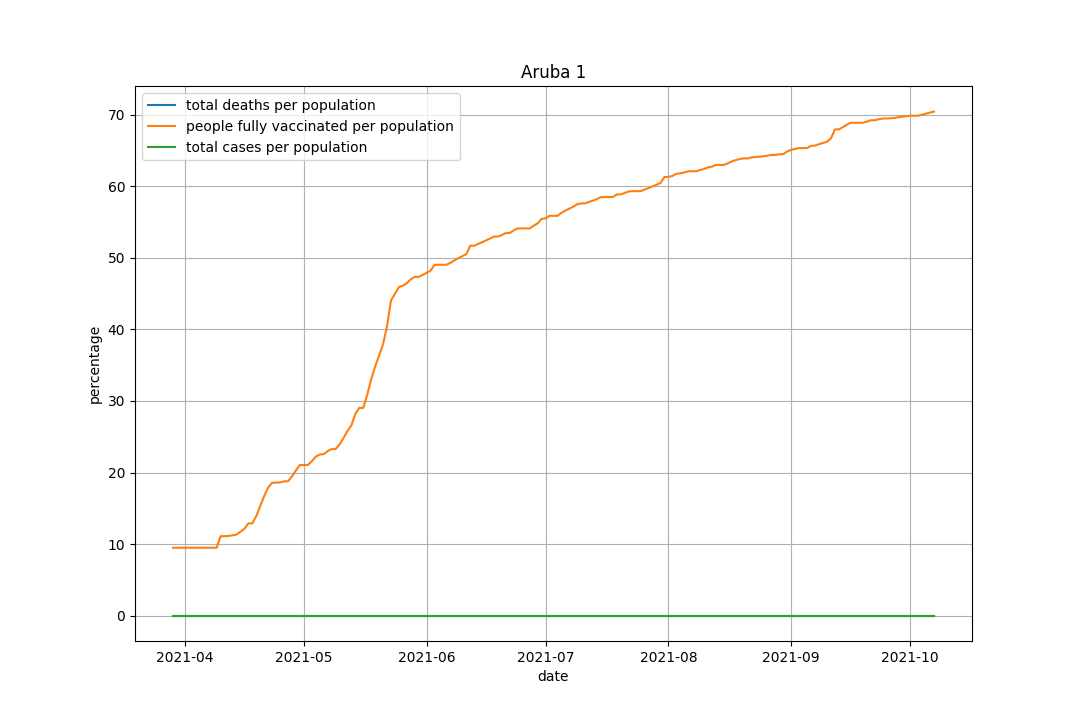 Aruba 1
total deaths per population
people fully vaccinated per population
total cases per population
percentage
70
60
50
40
30
20
10
0
2021-04 2021-05 2021-06 2021-07 2021-08 2021-09 2021-10
date